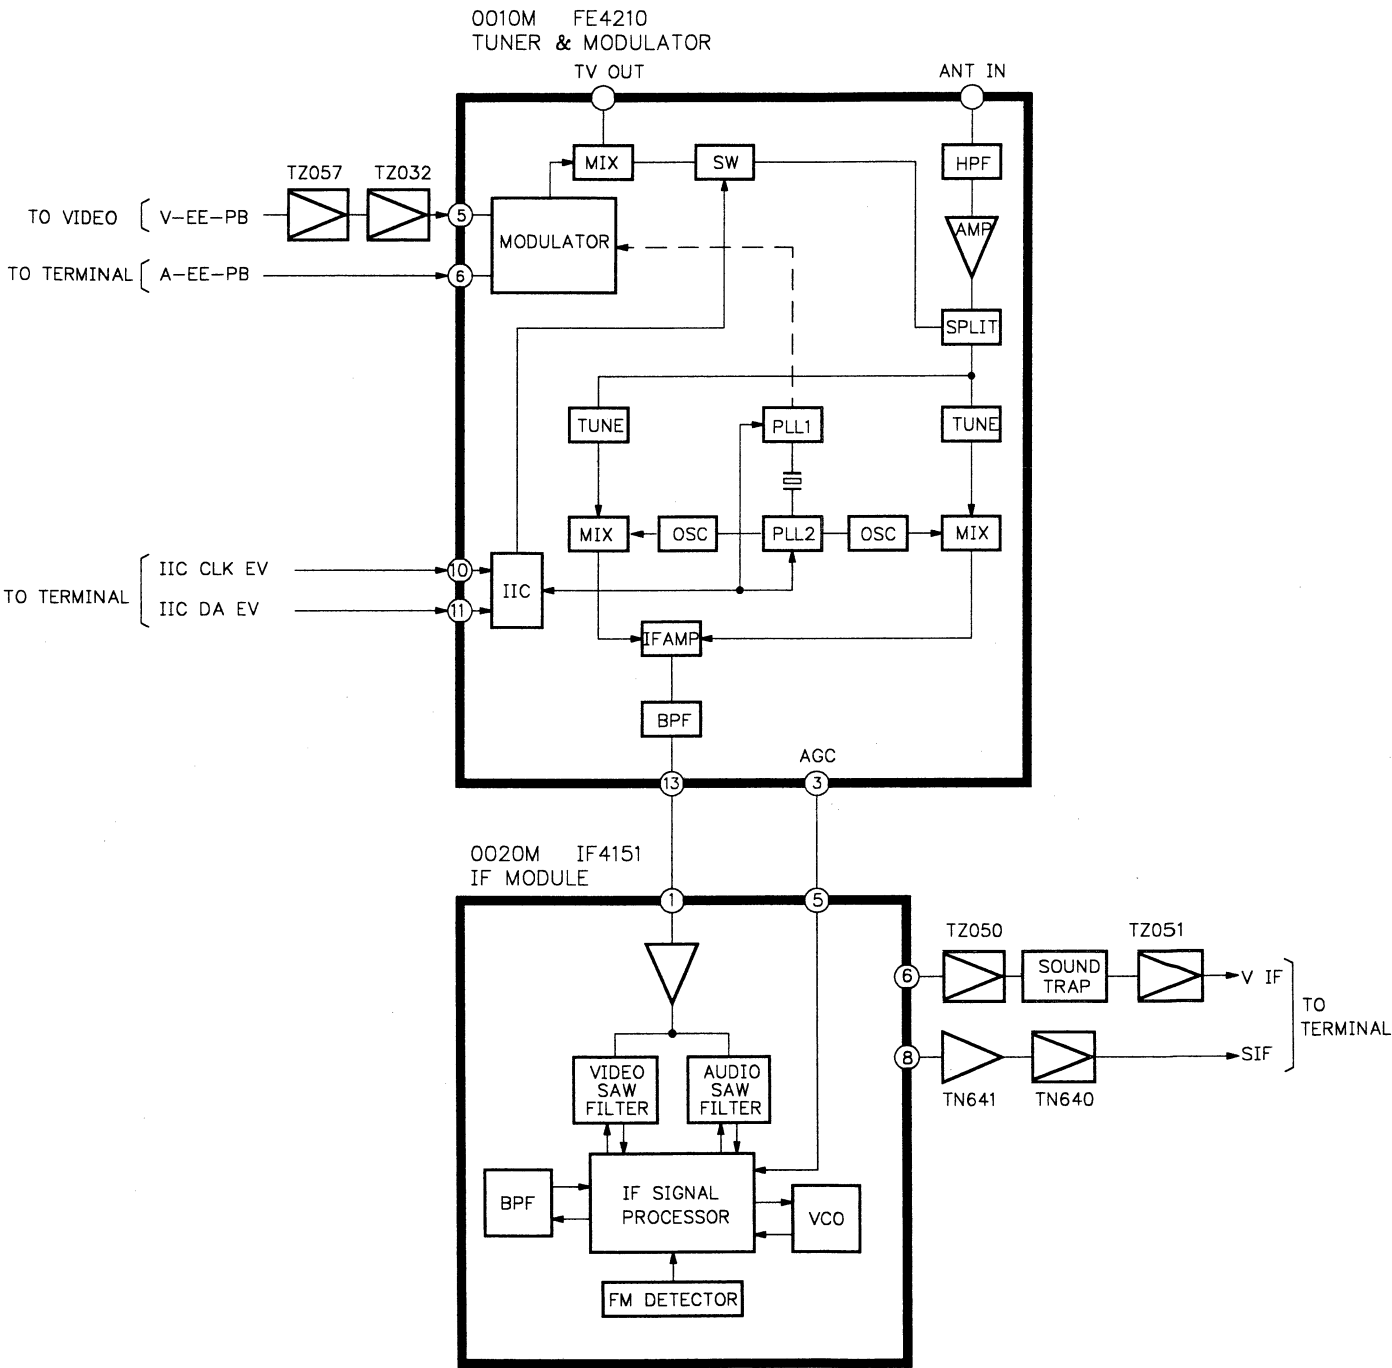 0010M FE4210
TUNER & MODULATOR
TV OUT
ANT IN
MIX
SW
HPF
TZ057
TZ032
TO VIDEO
V-EE-PB
5
MODULATOR
AMP
TO TERMINAL
A-EE-PB
6
SPLIT
TUNE
PLL1
TUNE
MIX
OSC
PLL2
OSC
MIX
TO TERMINAL
IIC CLK EV
10
IIC DA EV
11
IIC
IFAMP
BPF
AGC
13
3
0020M IF4151
IF MODULE
1
5
TZ050
TZ051
6
SOUND
TRAP
V IF
TO
TERMINAL
8
SIF
TN641
TN640
VIDEO
SAW
FILTER
AUDIO
SAW
FILTER
BPF
IF SIGNAL
PROCESSOR
VCO
FM DETECTOR